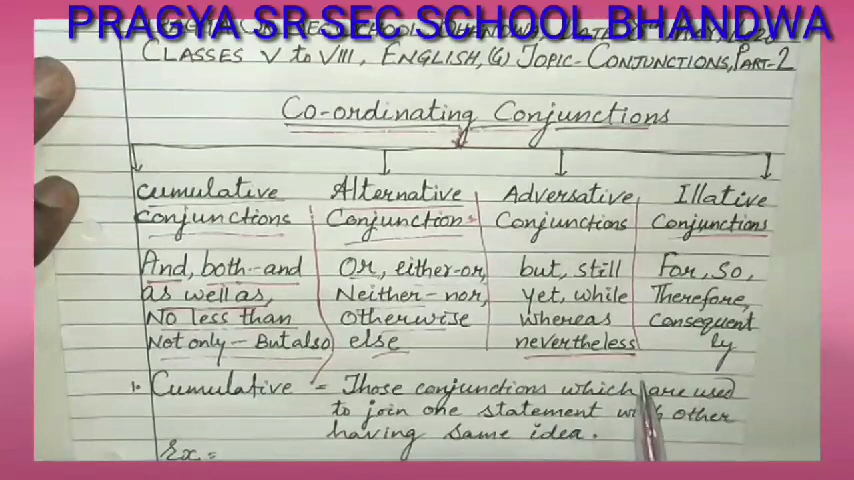 PRAGYA SR SEC SCHOOL BHANDWA
CLASSES V to VIII, ENGLISH, (G) TOPIC-CONJUNCTIONS, PART-2
Co-ordinating Conjunctions
cumulative Conjunctions
Alternative Conjunctions
Adversative Conjunctions
Illative Conjunctions
And, both--and
as well as,
No less than
Not only - But also
Or, either-or,
Neither-nor,
otherwise
else
but, still
yet, while
whereas
nevertheless
For, So,
Therefore,
consequent
ly
1. Cumulative = Those conjunctions which are used
to join one statement with other
having same idea.
Ex =